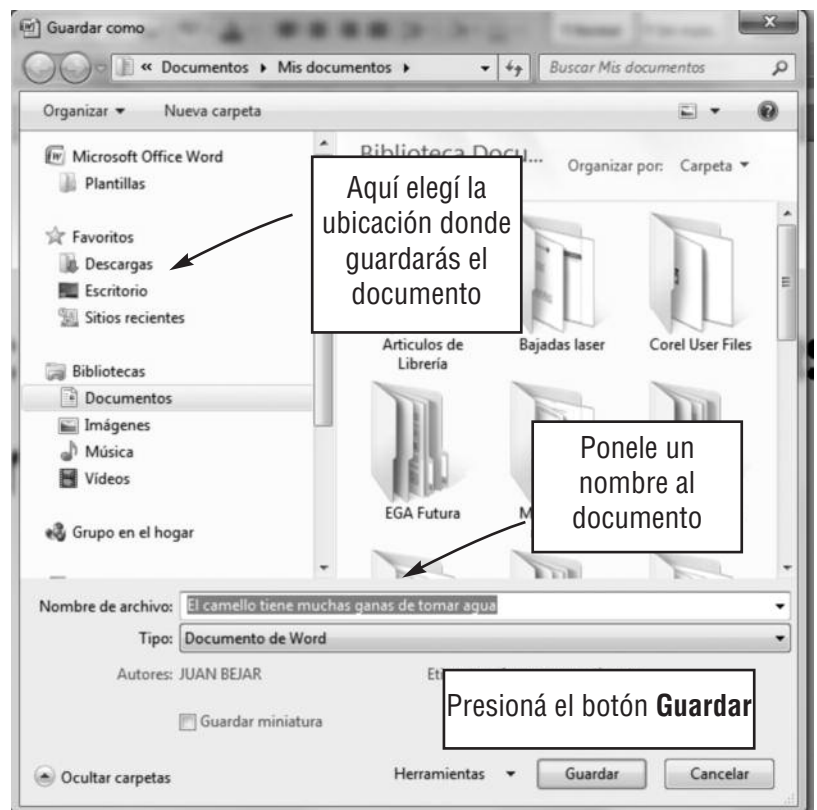 Guardar como
« Documentos ▸ Mis documentos ▸
Buscar Mis documentos
Organizar
Nueva carpeta
Microsoft Office Word
Plantillas
Favoritos
Descargas
Escritorio
Sitios recientes
Bibliotecas
Documentos
Imágenes
Música
Vídeos
Grupo en el hogar
Biblioteca Docu...
Organizar por: Carpeta
Aquí elegí la
ubicación donde
guardarás el
documento
Articulos de
Librería
Bajadas laser
Corel User Files
EGA Futura
Ponele un
nombre al
documento
Nombre de archivo: El camello tiene muchas ganas de tomar agua
Tipo: Documento de Word
Autores: JUAN BEJAR
Presioná el botón Guardar
Guardar miniatura
Ocultar carpetas
Herramientas
Guardar
Cancelar